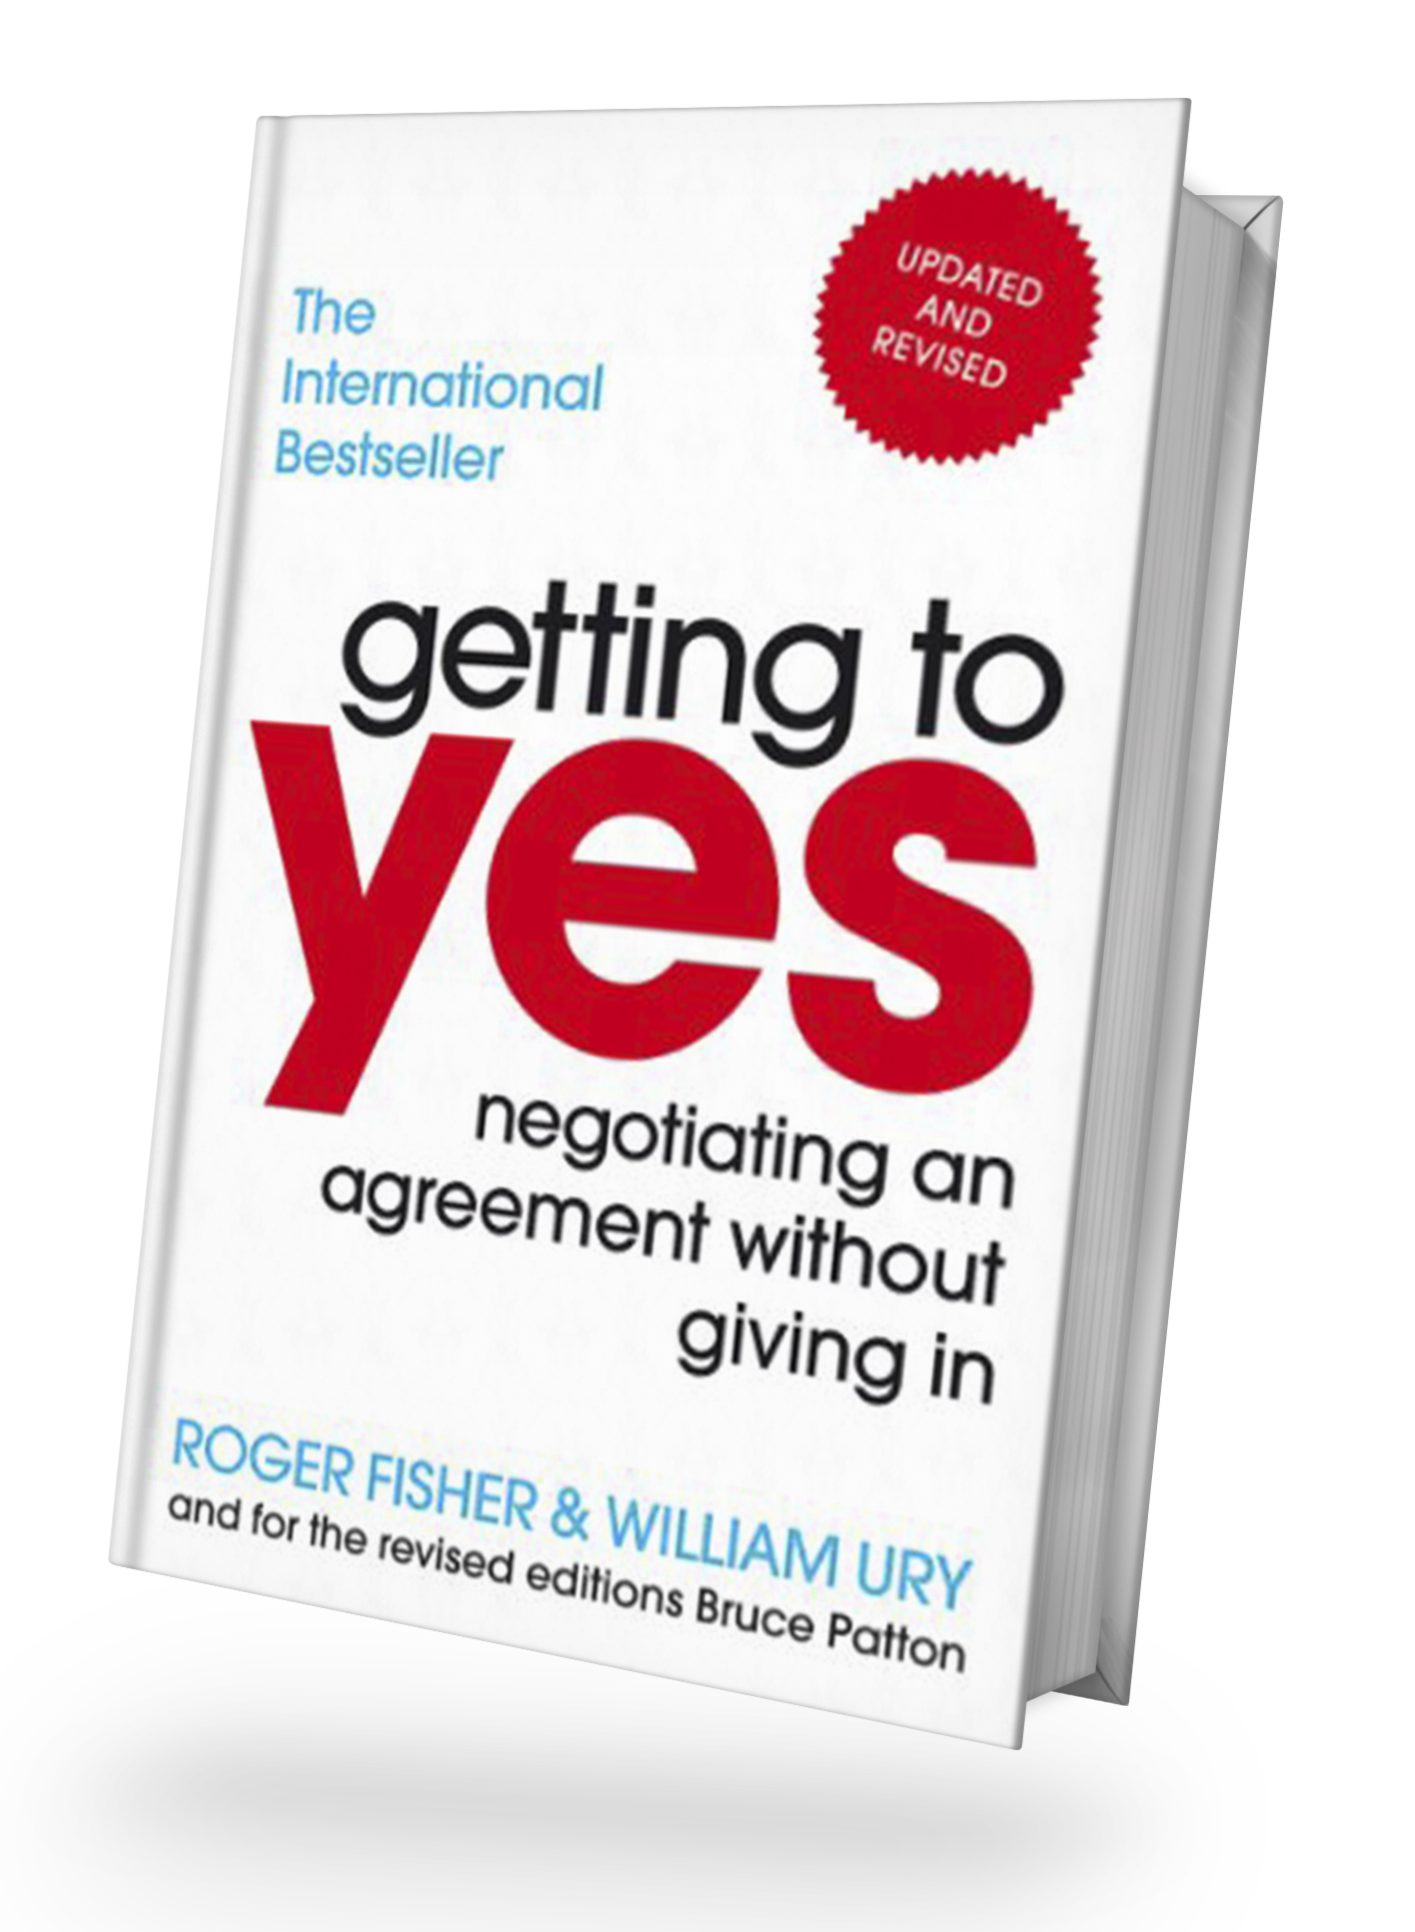 UPDATED
AND
REVISED
The
International
Bestseller
getting to
yes
negotiating an
agreement without
giving in
ROGER FISHER & WILLIAM URY
and for the revised editions Bruce Patton